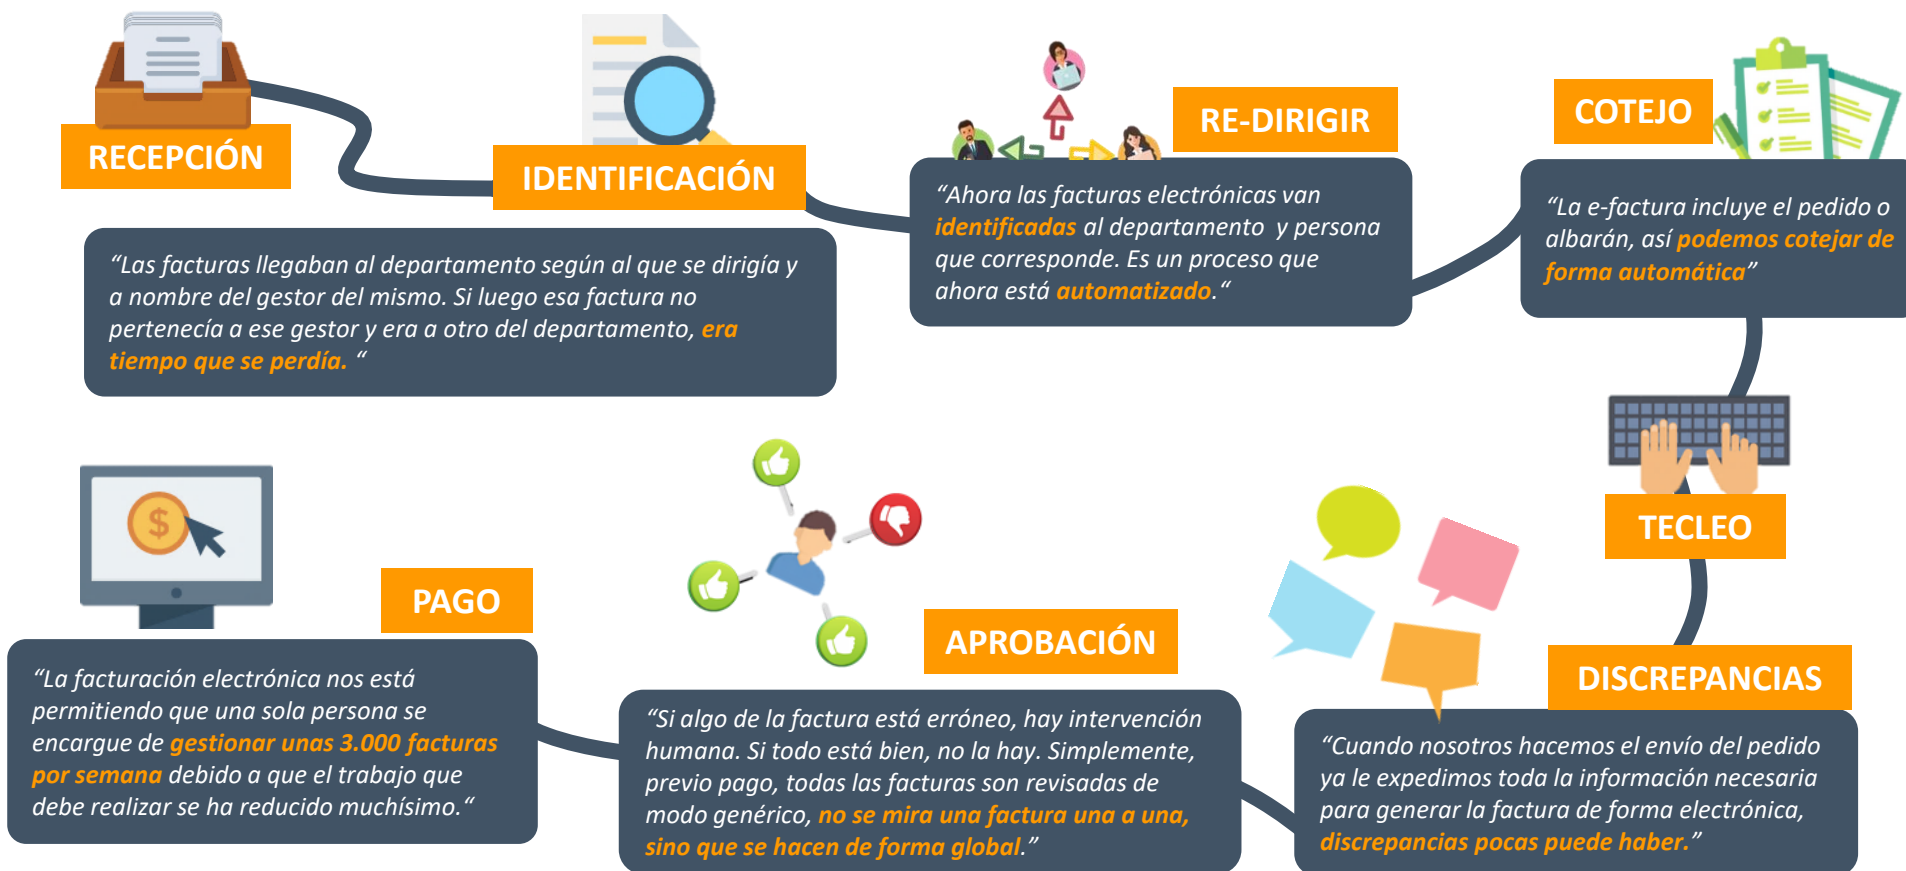 RECEPCIÓN
IDENTIFICACIÓN
“Las facturas llegaban al departamento según al que se dirigía y
a nombre del gestor del mismo. Si luego esa factura no
pertenecía a ese gestor y era a otro del departamento, era
tiempo que se perdía. “
RE-DIRIGIR
“Ahora las facturas electrónicas van
identificadas al departamento y persona
que corresponde. Es un proceso que
ahora está automatizado.“
COTEJO
“La e-factura incluye el pedido o
albarán, así podemos cotejar de
forma automática”
TECLEO
DISCREPANCIAS
“Cuando nosotros hacemos el envío del pedido
ya le expedimos toda la información necesaria
para generar la factura de forma electrónica,
discrepancias pocas puede haber.”
APROBACIÓN
“Si algo de la factura está erróneo, hay intervención
humana. Si todo está bien, no la hay. Simplemente,
previo pago, todas las facturas son revisadas de
modo genérico, no se mira una factura una a una,
sino que se hacen de forma global.”
$
PAGO
“La facturación electrónica nos está
permitiendo que una sola persona se
encargue de gestionar unas 3.000 facturas
por semana debido a que el trabajo que
debe realizar se ha reducido muchísimo.“